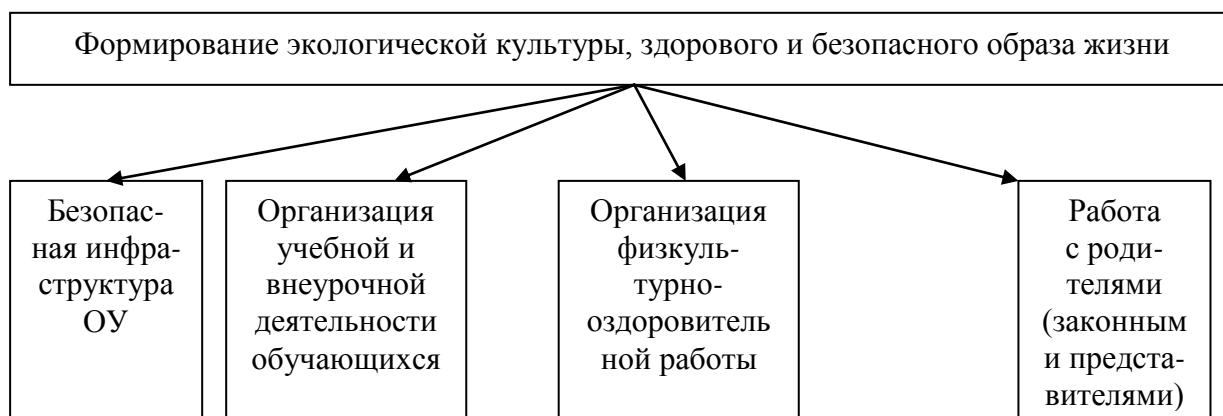 Формирование экологической культуры, здорового и безопасного образа жизни
Безопас-
ная инфра-
структура
ОУ
Организация
учебной и
внеурочной
деятельности
обучающихся
Организация
физкуль-
турно-
оздоровитель
ной работы
Работа
с роди-
телями
(законным
и предста-
вителями)